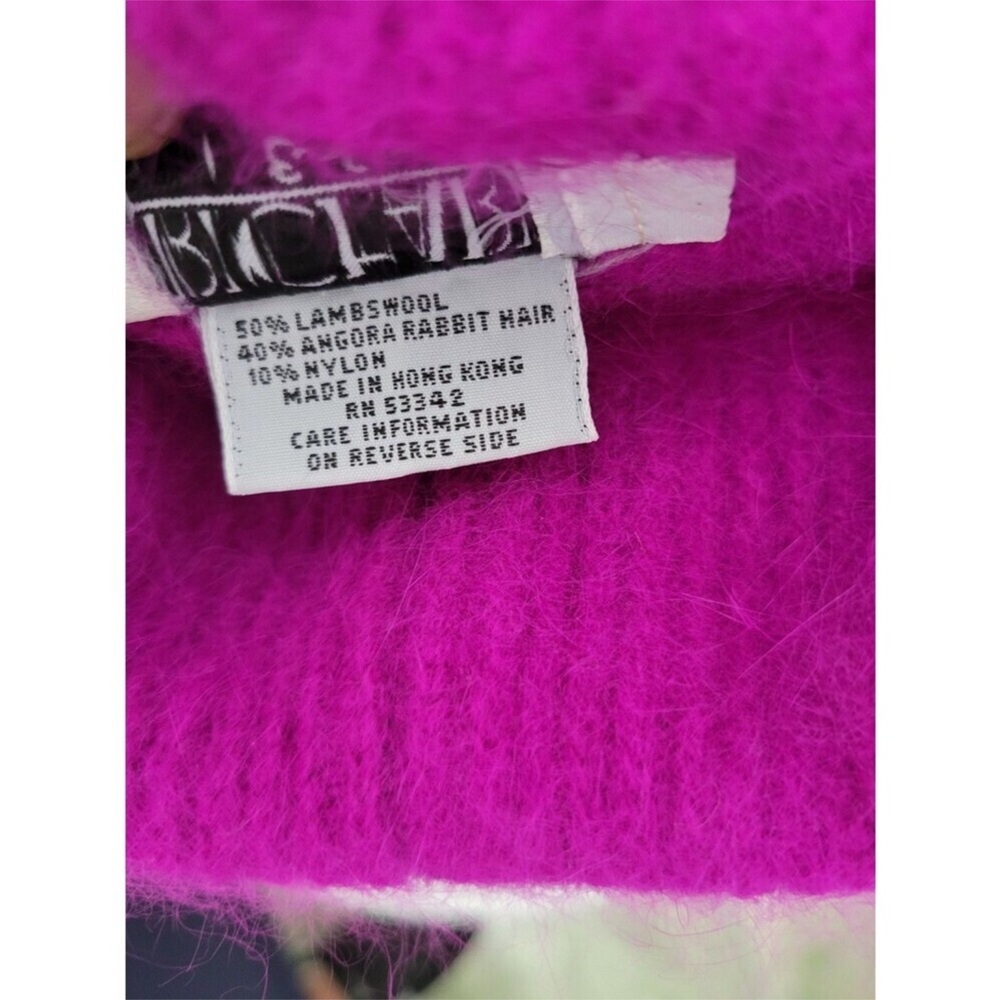 50% LAMBSWOOL
40% ANGORA RABBIT HAIR
10% NYLON
MADE IN HONG KONG
RN 53342
CARE INFORMATION
ON REVERSE SIDE